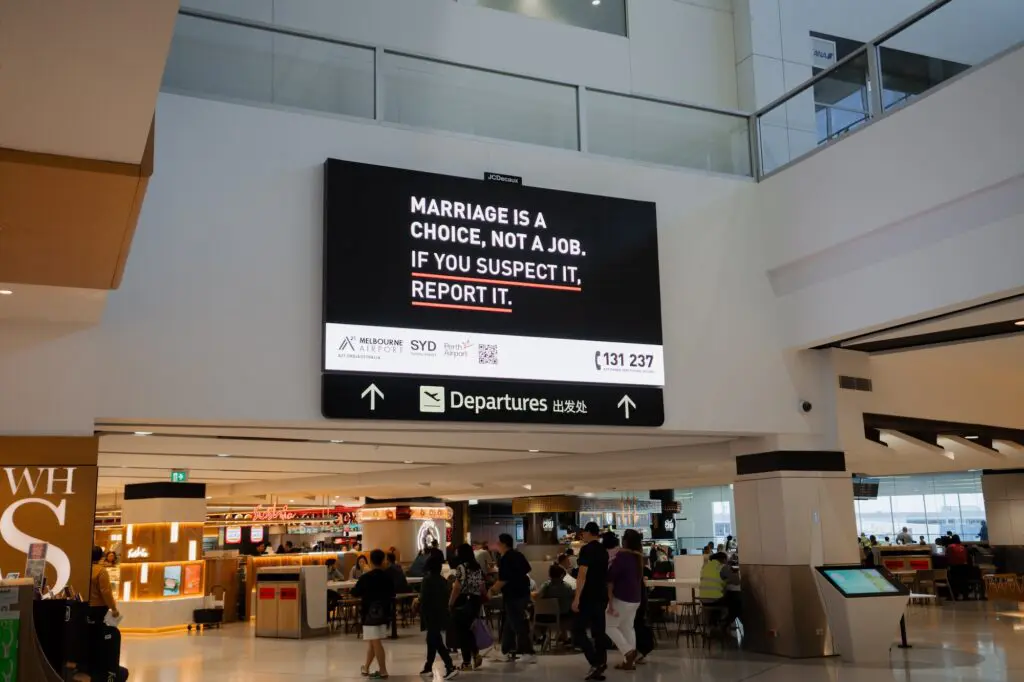 ANA
JCDecaux
MARRIAGE IS A
CHOICE, NOT A JOB.
IF YOU SUSPECT IT,
REPORT IT.
MELBOURNE
AIRPORT
SYD
Perth
Airport
131 237
Departures 出发处
WH
S